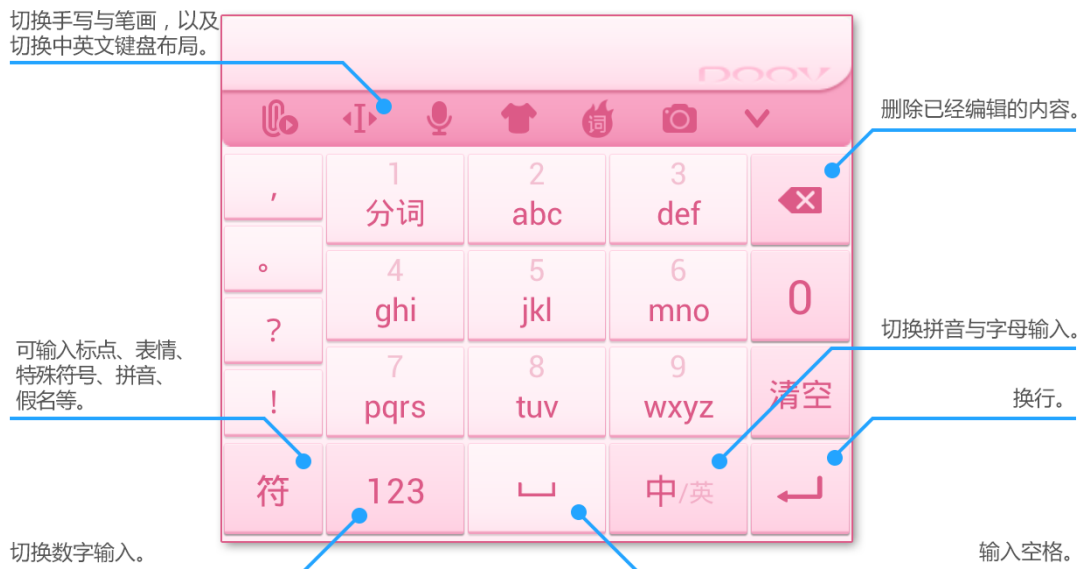 切换手写与笔画，以及
切换中英文键盘布局。
DOOV
词
删除已经编辑的内容。
，
1
分词
2
abc
3
def
。
4
ghi
5
jkl
6
mno
0
?
切换拼音与字母输入。
可输入标点、表情、
特殊符号、拼音、
假名等。
7
pqrs
8
tuv
9
wxyz
清空
!
换行。
符
123
中/英
切换数字输入。
输入空格。